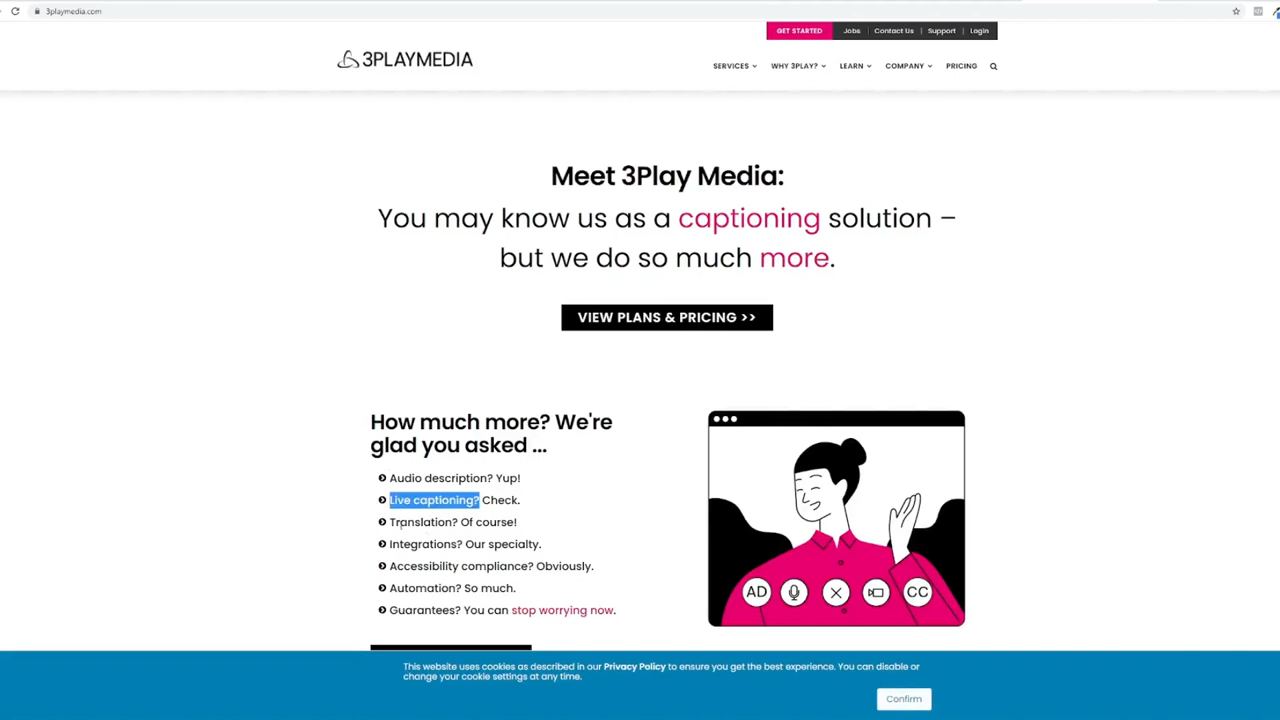 3playmedia.com
GET STARTED Jobs Contact Us Support Login
3PLAYMEDIA
SERVICES WHY 3PLAY? LEARN COMPANY PRICING
Meet 3Play Media:
You may know us as a captioning solution –
but we do so much more.
VIEW PLANS & PRICING >>
How much more? We're
glad you asked ...
Audio description? Yup!
Live captioning? Check.
Translation? Of course!
Integrations? Our specialty.
Accessibility compliance? Obviously.
Automation? So much.
Guarantees? You can stop worrying now.
AD CC
This website uses cookies as described in our Privacy Policy to ensure you get the best experience. You can disable or
change your cookie settings at any time.
Confirm